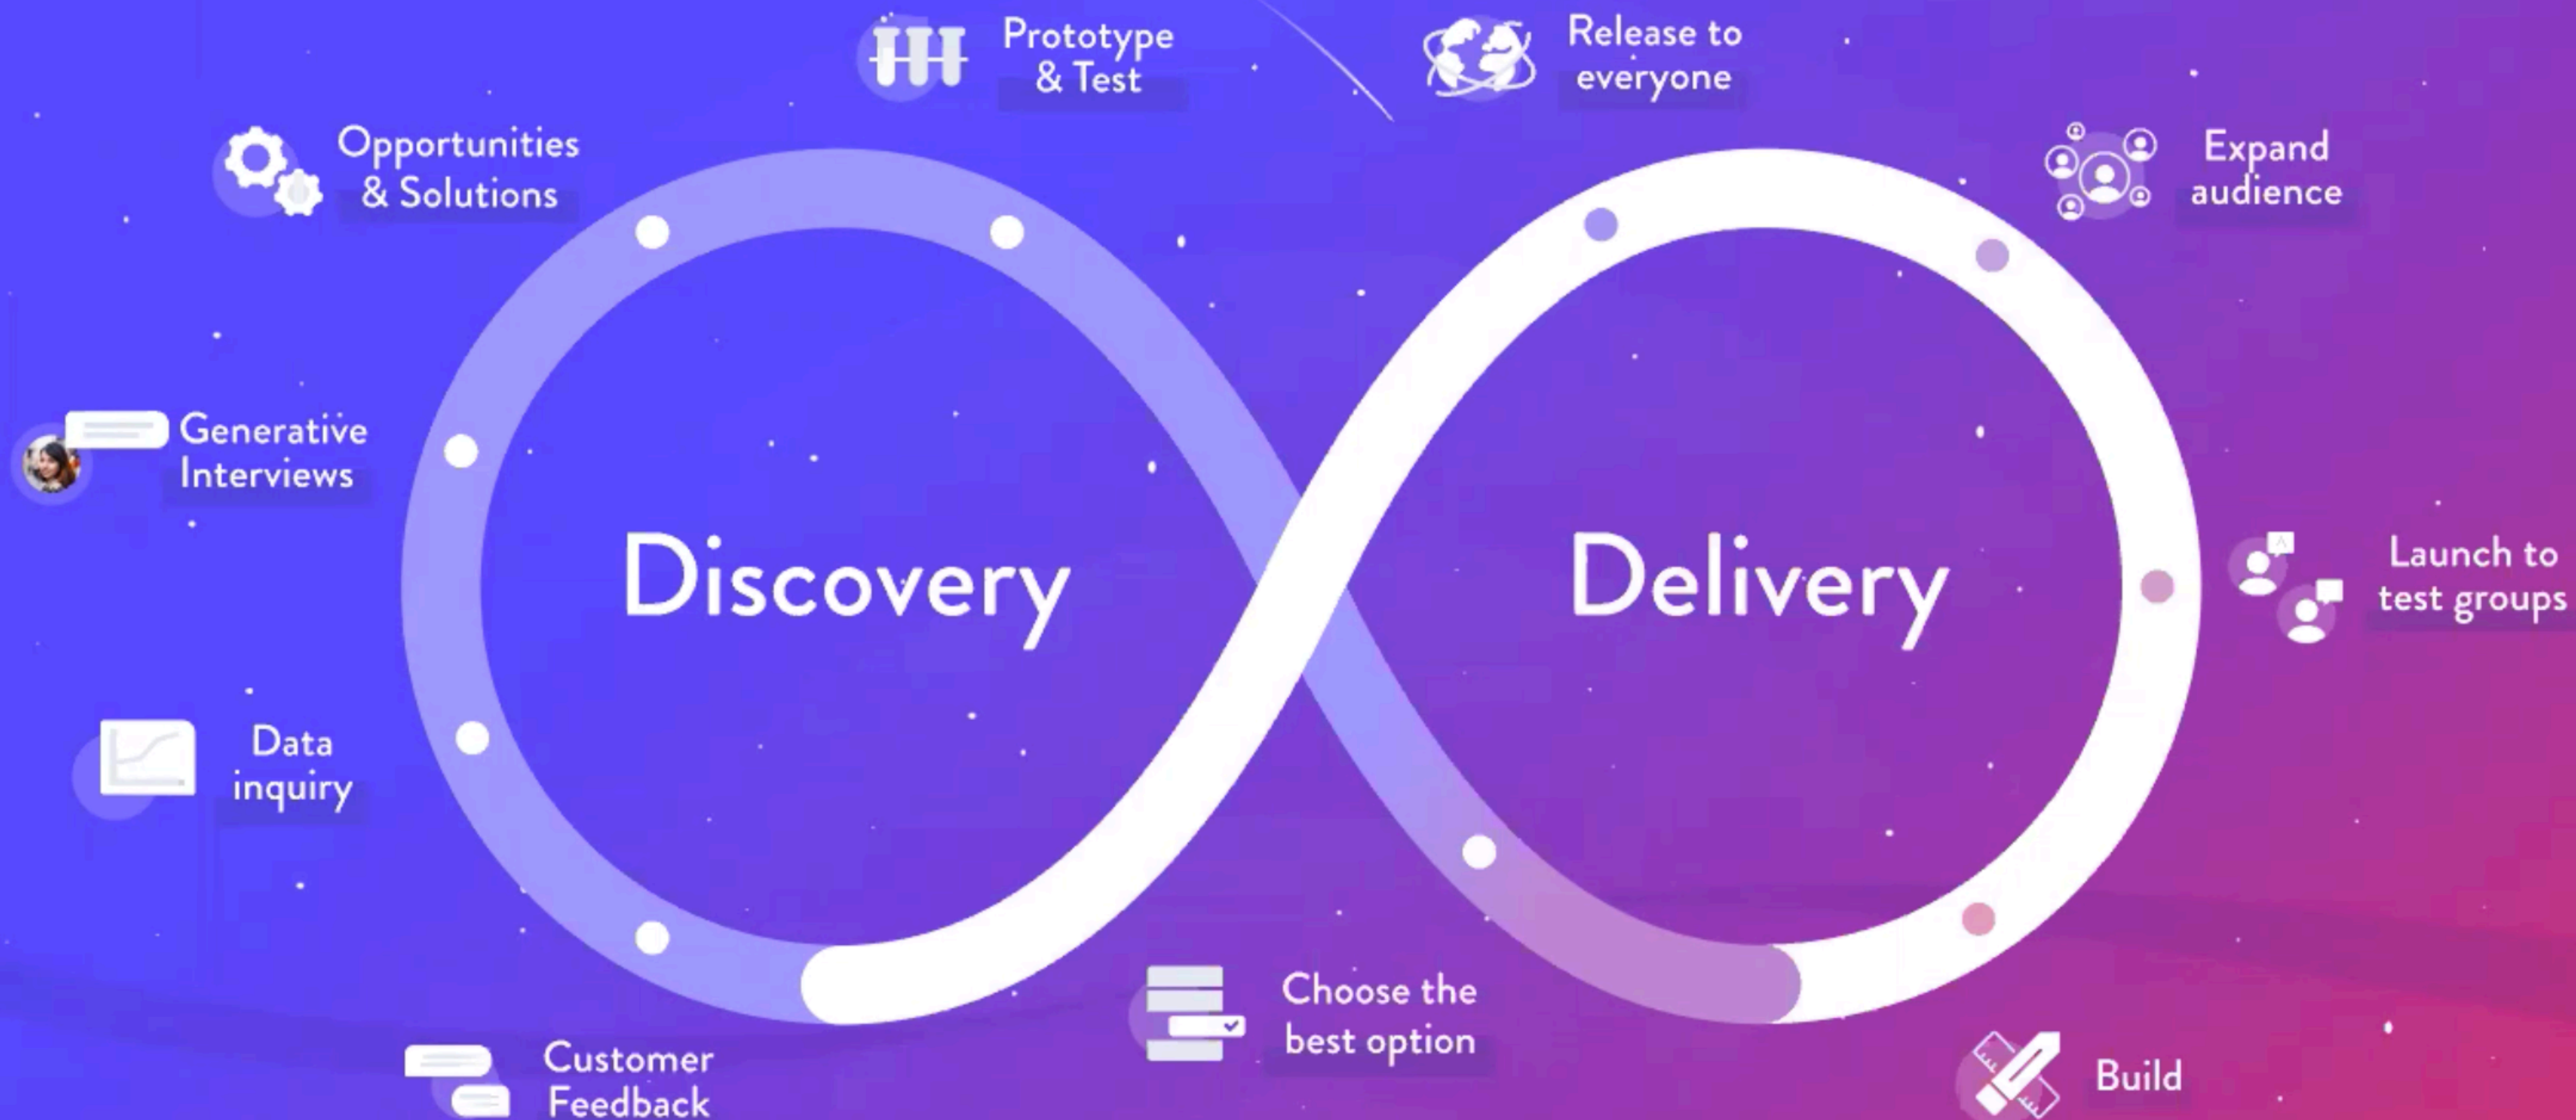 Prototype
& Test
Release to
everyone
Opportunities
& Solutions
Expand
audience
Generative
Interviews
Discovery
Delivery
Launch to
test groups
Data
inquiry
Choose the
best option
Customer
Feedback
Build